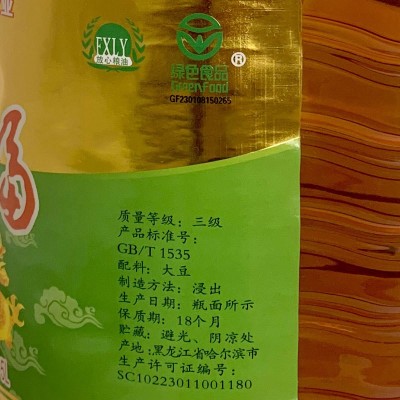 FXLY
放心粮油
绿色食品
®
GreenFood
GF230108150265
福
质量等级：三级
产品标准号：
GB/T 1535
配料：大豆
制造方法：浸出
生产日期：瓶面所示
保质期：18个月
贮藏：避光、阴凉处
产地：黑龙江省哈尔滨市
生产许可证编号：
SC10223011001180